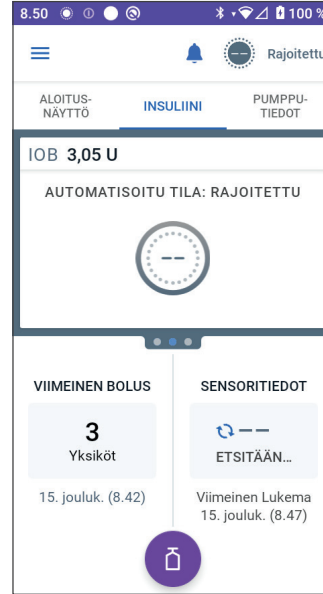 8.50 100 %
Rajoitettu
ALOITUS-
NÄYTTÖ
INSULIINI
PUMPPU-
TIEDOT
IOB 3,05 U
AUTOMATISOITU TILA: RAJOITETTU
--
VIIMEINEN BOLUS
3
Yksiköt
15. jouluk. (8.42)
SENSORITIEDOT
--
ETSITÄÄN...
Viimeinen Lukema
15. jouluk. (8.47)